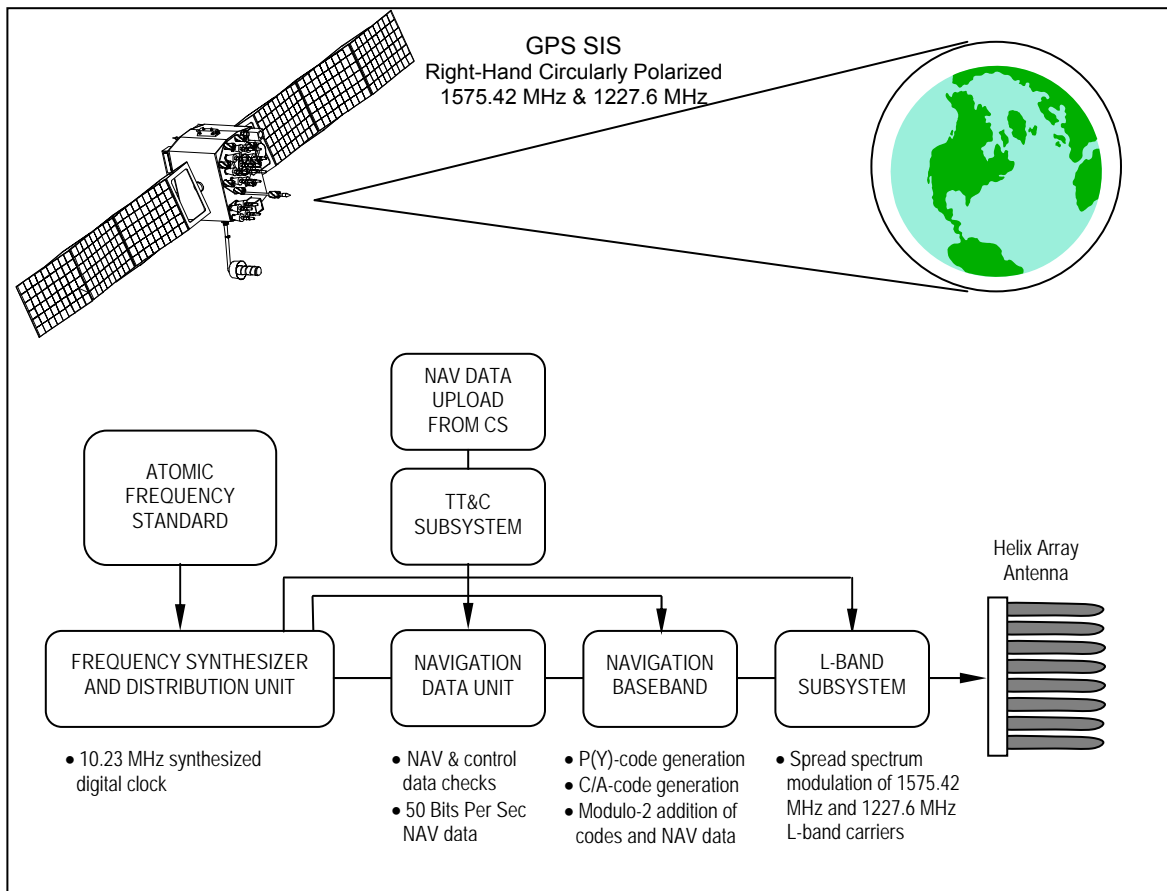 GPS SIS
Right-Hand Circularly Polarized
1575.42 MHz & 1227.6 MHz
NAV DATA
UPLOAD
FROM CS
ATOMIC
FREQUENCY
STANDARD
TT&C
SUBSYSTEM
Helix Array
Antenna
FREQUENCY SYNTHESIZER
AND DISTRIBUTION UNIT
NAVIGATION
DATA UNIT
NAVIGATION
BASEBAND
L-BAND
SUBSYSTEM
• 10.23 MHz synthesized
digital clock
• NAV & control
data checks
• 50 Bits Per Sec
NAV data
• P(Y)-code generation
• C/A-code generation
• Modulo-2 addition of
codes and NAV data
• Spread spectrum
modulation of 1575.42
MHz and 1227.6 MHz
L-band carriers